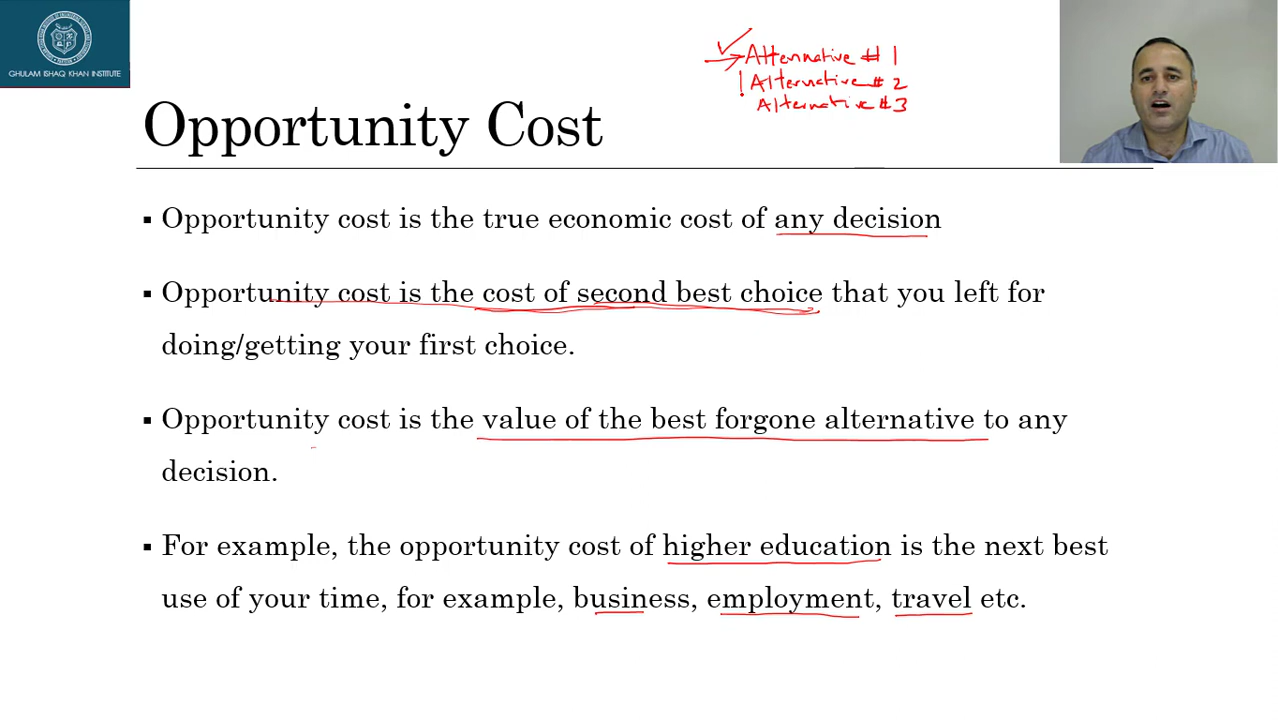 GHULAM ISHAQ KHAN INSTITUTE
Alternative # 1
Alternative # 2
Alternative # 3
Opportunity Cost
▪ Opportunity cost is the true economic cost of any decision
▪ Opportunity cost is the cost of second best choice that you left for
doing/getting your first choice.
▪ Opportunity cost is the value of the best forgone alternative to any
decision.
▪ For example, the opportunity cost of higher education is the next best
use of your time, for example, business, employment, travel etc.